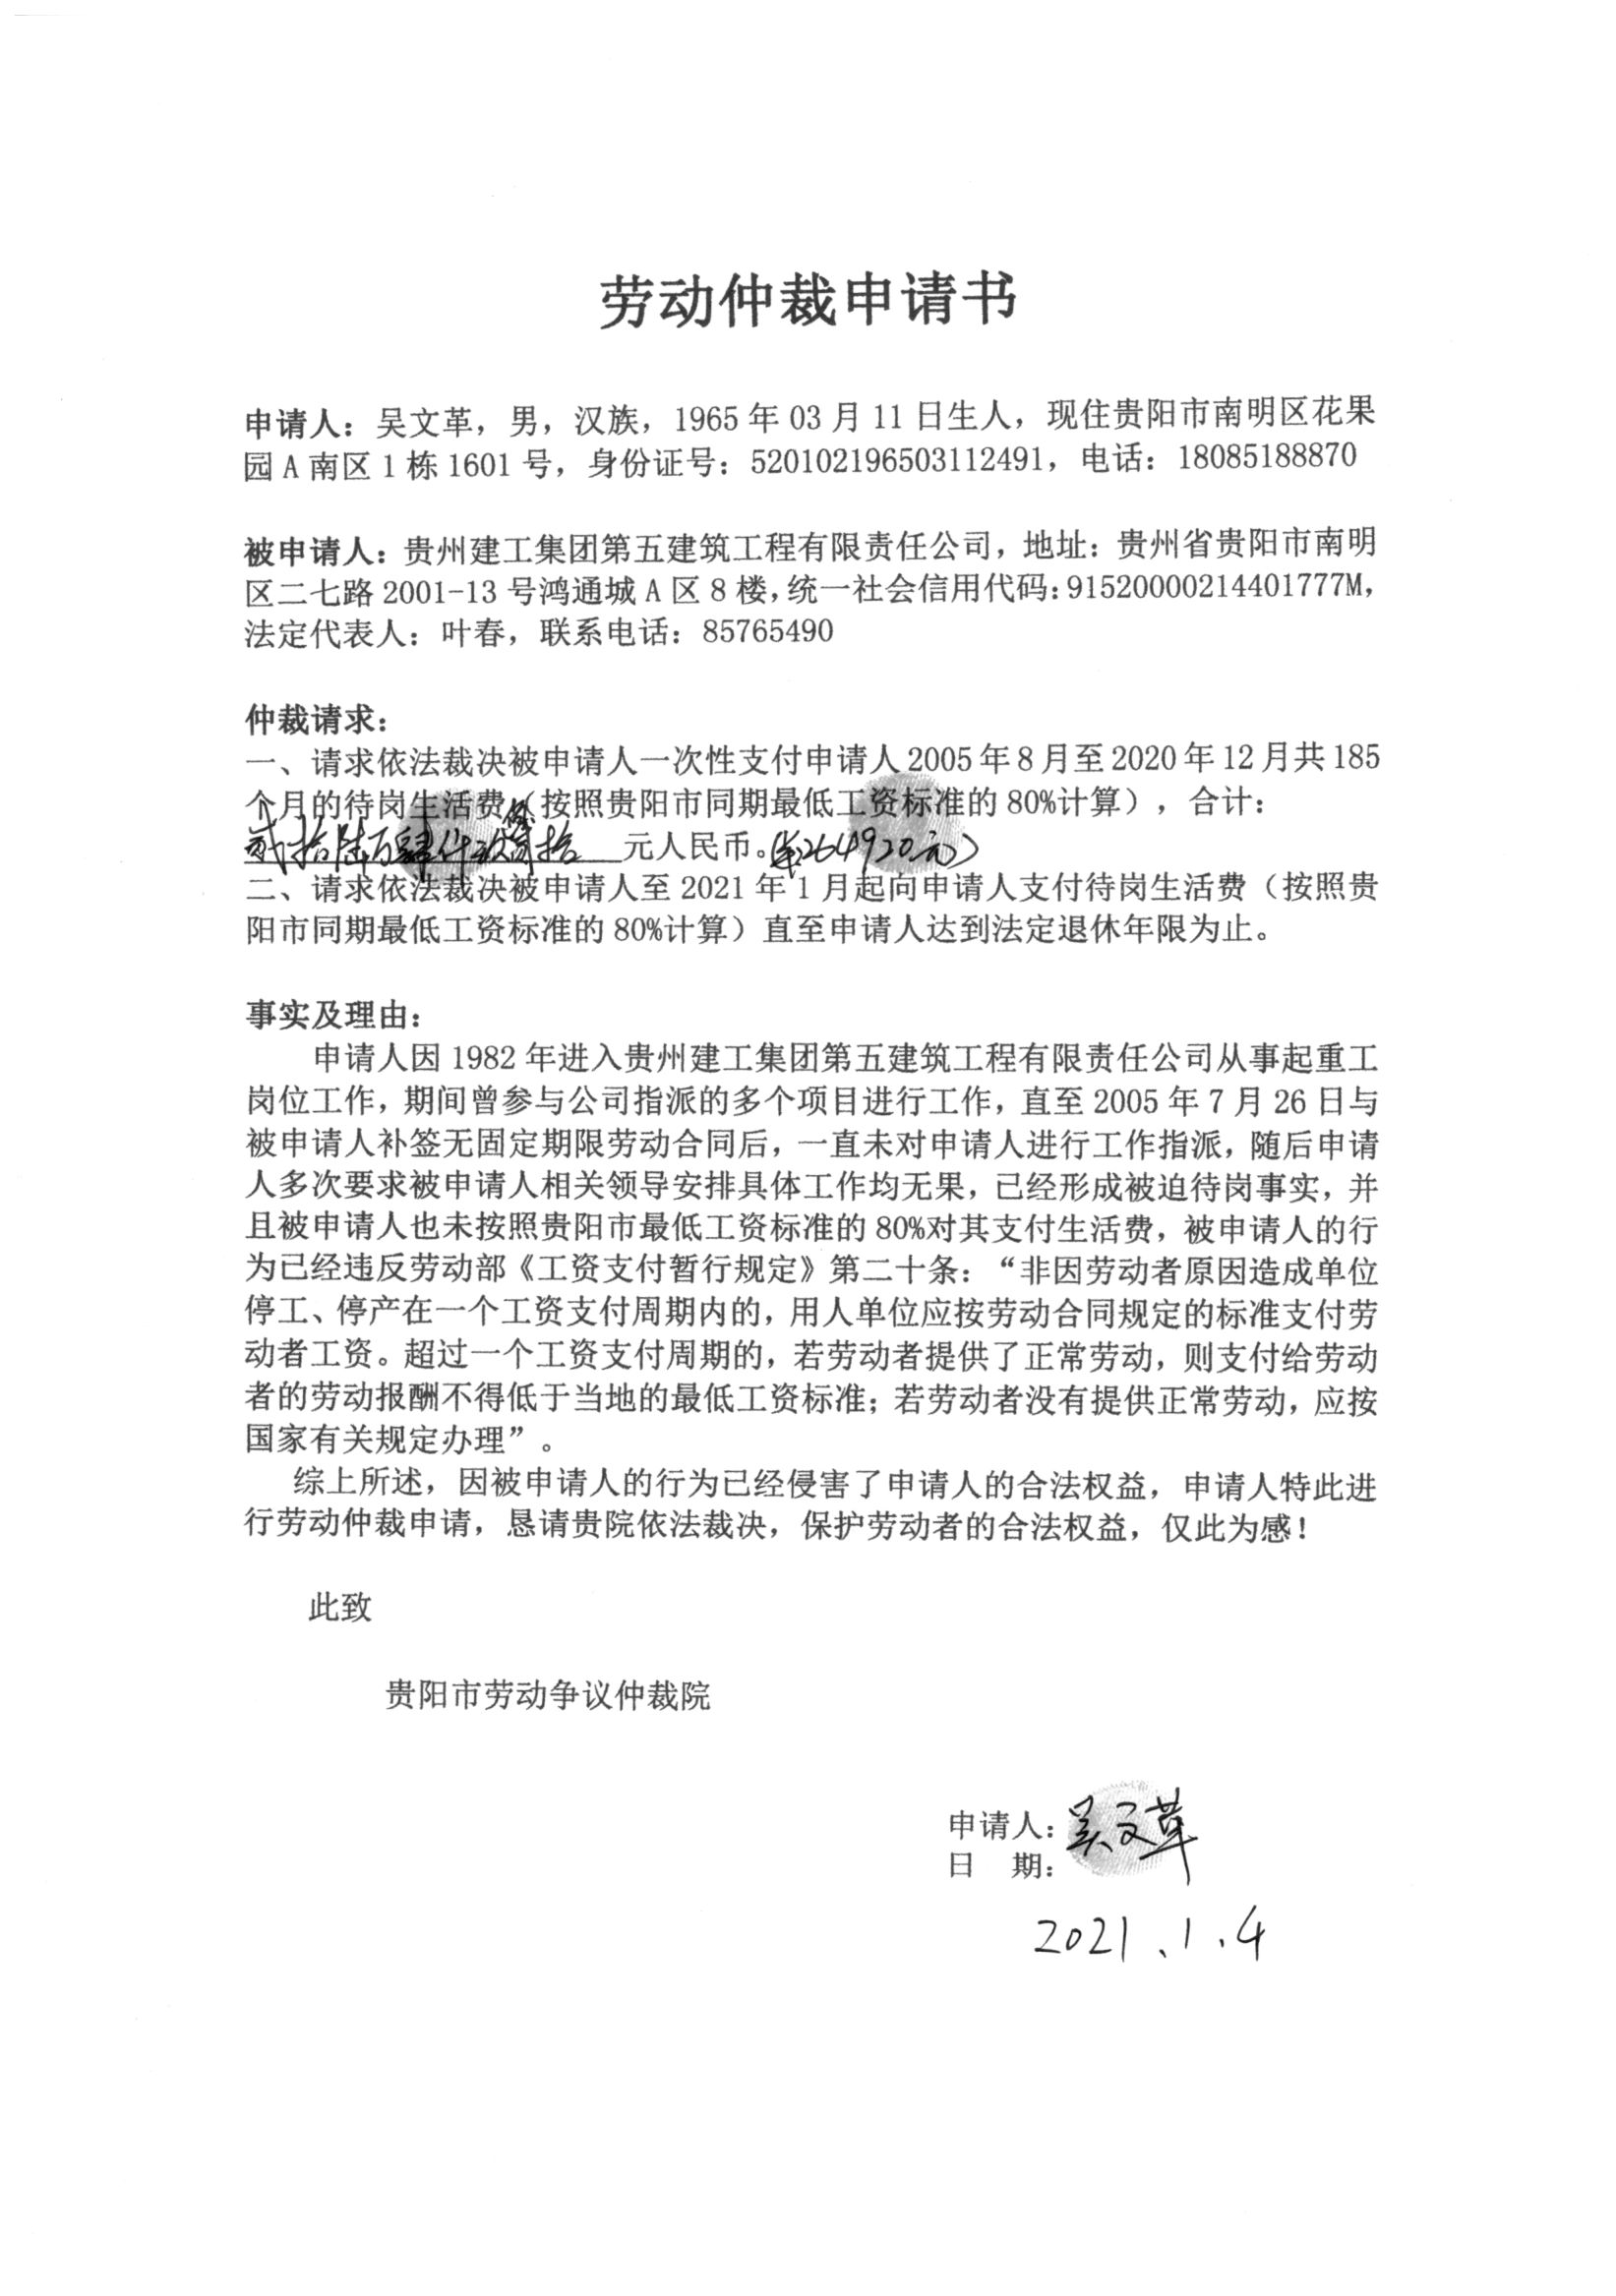 劳动仲裁申请书
申请人：吴文革，男，汉族，1965年03月11日生人，现住贵阳市南明区花果
园A南区1栋1601号，身份证号：520102196503112491，电话：18085188870
被申请人：贵州建工集团第五建筑工程有限责任公司，地址：贵州省贵阳市南明
区二七路2001-13号鸿通城A区8楼，统一社会信用代码：91520000214401777M，
法定代表人：叶春，联系电话：85765490
仲裁请求：
一、请求依法裁决被申请人一次性支付申请人2005年8月至2020年12月共185
个月的待岗生活费（按照贵阳市同期最低工资标准的80%计算），合计：
贰拾陆万肆仟玖 拾 元人民币。(264920元)
二、请求依法裁决被申请人至2021年1月起向申请人支付待岗生活费（按照贵
阳市同期最低工资标准的80%计算）直至申请人达到法定退休年限为止。
事实及理由：
申请人因1982年进入贵州建工集团第五建筑工程有限责任公司从事起重工
岗位工作，期间曾参与公司指派的多个项目进行工作，直至2005年7月26日与
被申请人补签无固定期限劳动合同后，一直未对申请人进行工作指派，随后申请
人多次要求被申请人相关领导安排具体工作均无果，已经形成被迫待岗事实，并
且被申请人也未按照贵阳市最低工资标准的80%对其支付生活费，被申请人的行
为已经违反劳动部《工资支付暂行规定》第二十条：“非因劳动者原因造成单位
停工、停产在一个工资支付周期内的，用人单位应按劳动合同规定的标准支付劳
动者工资。超过一个工资支付周期的，若劳动者提供了正常劳动，则支付给劳动
者的劳动报酬不得低于当地的最低工资标准；若劳动者没有提供正常劳动，应按
国家有关规定办理”。
综上所述，因被申请人的行为已经侵害了申请人的合法权益，申请人特此进
行劳动仲裁申请，恳请贵院依法裁决，保护劳动者的合法权益，仅此为感！
此致
贵阳市劳动争议仲裁院
申请人：吴文革
日 期：
2021.1.4